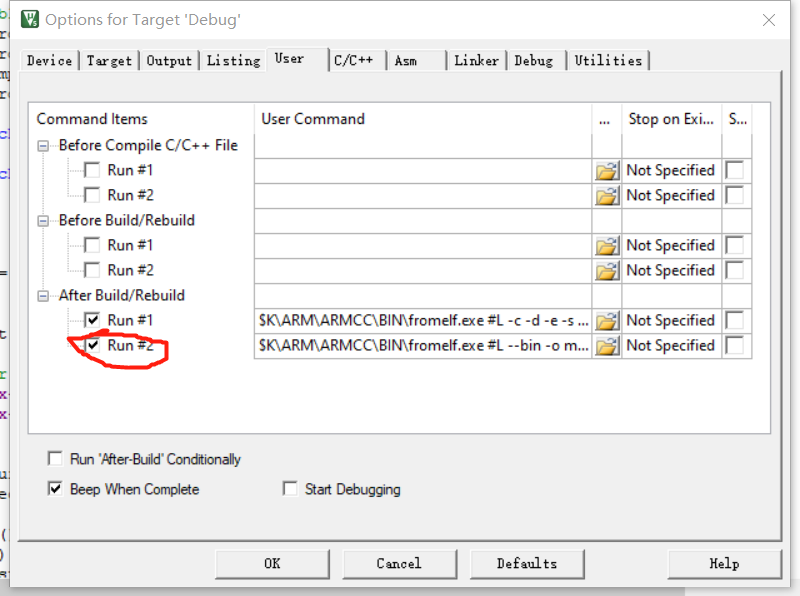 Options for Target 'Debug'
Device Target Output Listing User C/C++ Asm Linker Debug Utilities
Command Items User Command ... Stop on Exi... S...
Before Compile C/C++ File
Run #1 Not Specified
Run #2 Not Specified
Before Build/Rebuild
Run #1 Not Specified
Run #2 Not Specified
After Build/Rebuild
Run #1 $K\ARM\ARMCC\BIN\fromelf.exe #L -c -d -e -s ... Not Specified
Run #2 $K\ARM\ARMCC\BIN\fromelf.exe #L --bin -o m... Not Specified
Run 'After-Build' Conditionally
Beep When Complete Start Debugging
OK Cancel Defaults Help